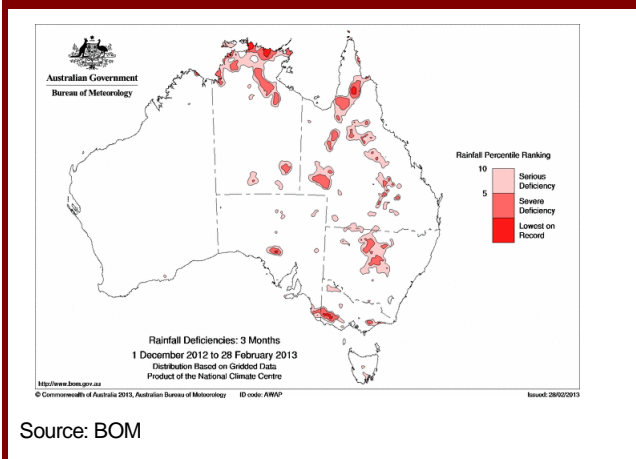 Australian Government
Bureau of Meteorology
Rainfall Percentile Ranking
10
Serious
Deficiency
5
Severe
Deficiency
Lowest on
Record
Rainfall Deficiencies: 3 Months
1 December 2012 to 28 February 2013
Distribution Based on Gridded Data
Product of the National Climate Centre
http://www.bom.gov.au
© Commonwealth of Australia 2013, Australian Bureau of Meteorology ID code: AWAP Issued: 28/02/2013
Source: BOM